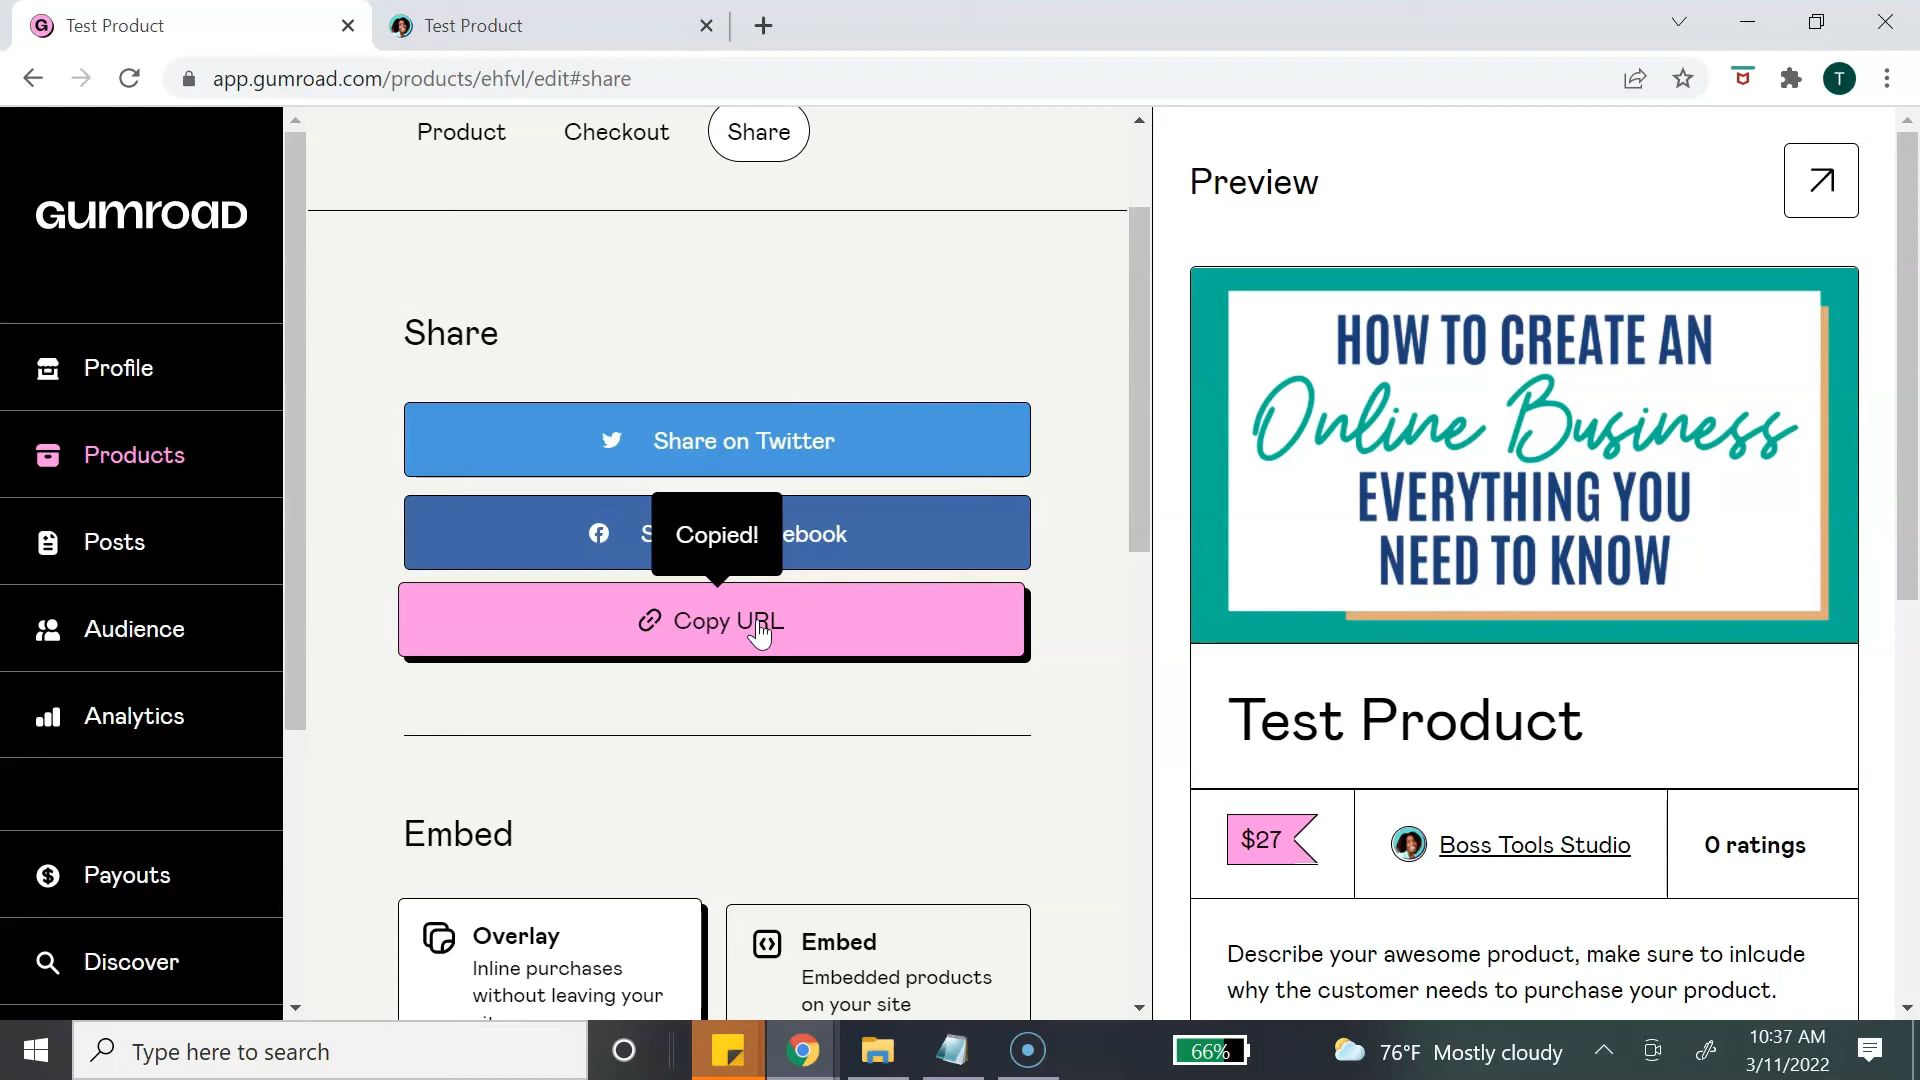 Test Product
Test Product
app.gumroad.com/products/ehfvl/edit#share
T
GUMROAD
Profile
Products
Posts
Audience
Analytics
Payouts
Discover
Product
Checkout
Share
Share
Share on Twitter
S
ebook
Copied!
Copy URL
Embed
Overlay
Inline purchases
without leaving your
Embed
Embedded products
on your site
Preview
HOW TO CREATE AN
Online Business
EVERYTHING YOU
NEED TO KNOW
Test Product
$27
Boss Tools Studio
0 ratings
Describe your awesome product, make sure to inlcude
why the customer needs to purchase your product.
Type here to search
66%
76°F Mostly cloudy
10:37 AM
3/11/2022